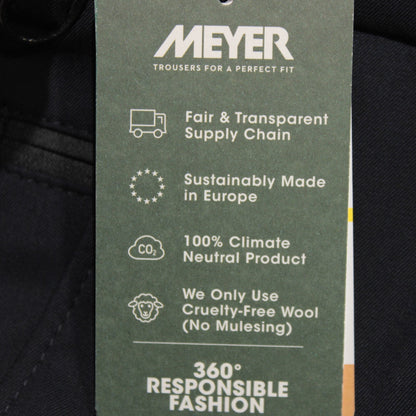 MEYER
TROUSERS FOR A PERFECT FIT
Fair & Transparent
Supply Chain
Sustainably Made
in Europe
CO₂
100% Climate
Neutral Product
We Only Use
Cruelty-Free Wool
(No Mulesing)
360°
RESPONSIBLE
FASHION